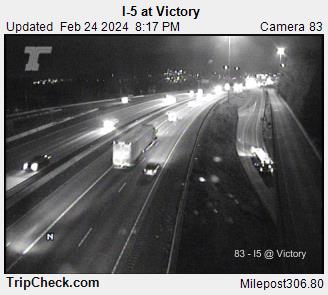 I-5 at Victory
Updated  Feb 24 2024  8:17 PM
Camera 83
T
N
83 - I5 @ Victory
TripCheck.com
Milepost306.80